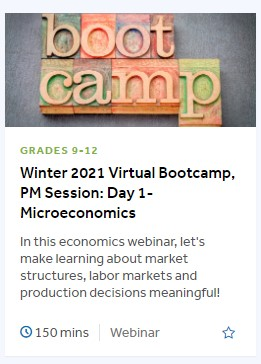 boot
camp
GRADES 9-12
Winter 2021 Virtual Bootcamp,
PM Session: Day 1-
Microeconomics
In this economics webinar, let's
make learning about market
structures, labor markets and
production decisions meaningful!
150 mins
Webinar